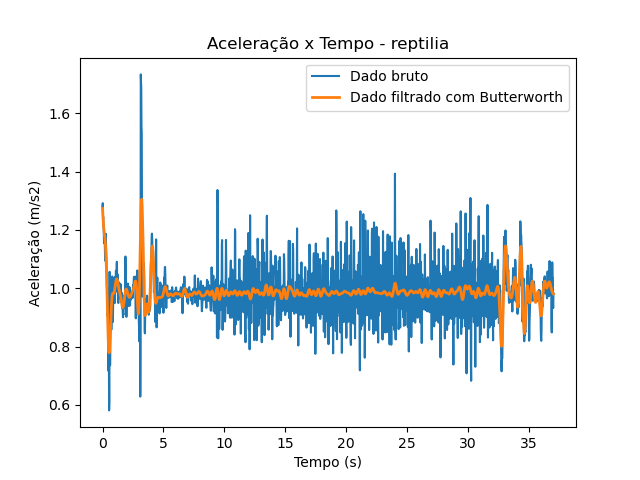 Aceleração x Tempo - reptilia
Dado bruto
Dado filtrado com Butterworth
Aceleração (m/s2)
1.6
1.4
1.2
1.0
0.8
0.6
0 5 10 15 20 25 30 35
Tempo (s)